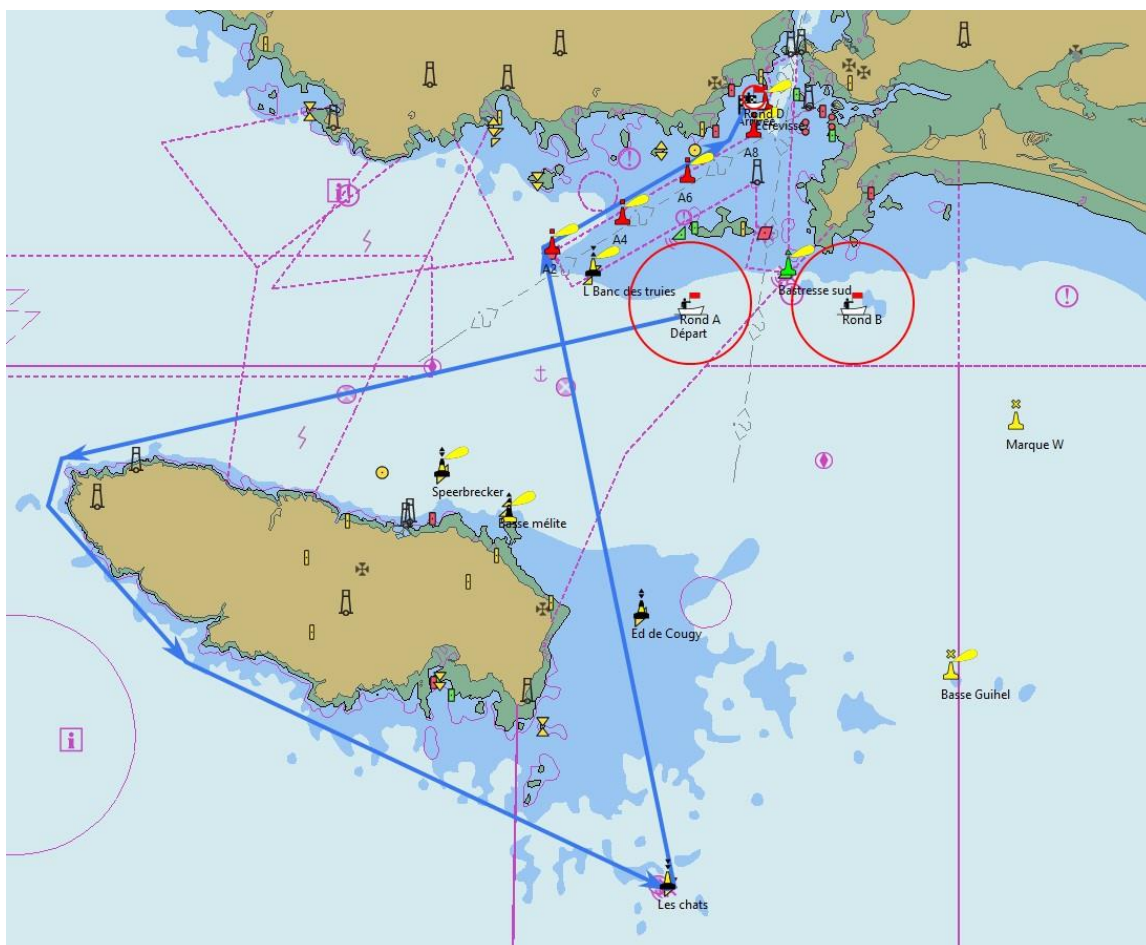 Rond D
Arrivée
Ecrevisse
A8
A6
A4
A2
L Banc des truies
Bastresse sud
Rond A
Départ
Rond B
Marque W
Speerbrecker
Basse mélite
Ed de Cougy
Basse Guihel
Les chats